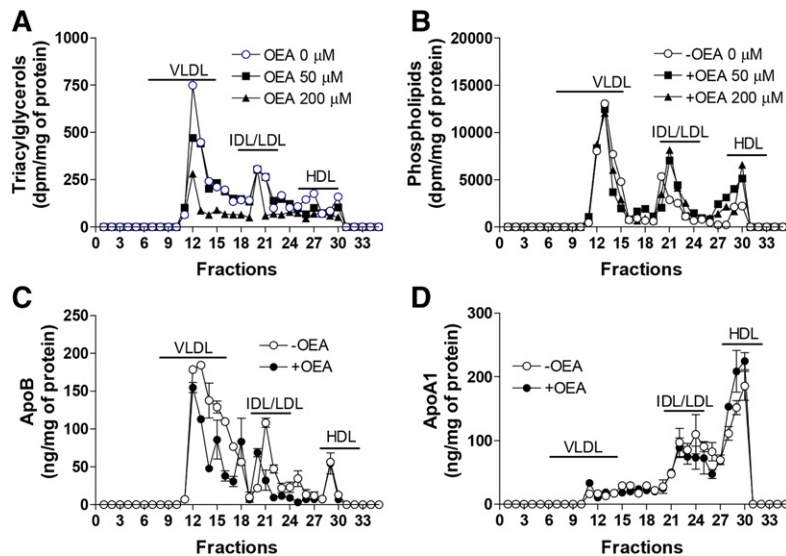 A
Triacylglycerols
(dpm/mg of protein)
1000
750
500
250
0
VLDL
IDL/LDL
HDL
OEA 0 μM
OEA 50 μM
OEA 200 μM
1 3 6 9 12 15 18 21 24 27 30 33
Fractions
B
Phospholipids
(dpm/mg of protein)
20000
15000
10000
5000
0
VLDL
IDL/LDL
HDL
-OEA 0 μM
+OEA 50 μM
+OEA 200 μM
1 3 6 9 12 15 18 21 24 27 30 33
Fractions
C
ApoB
(ng/mg of protein)
250
200
150
100
50
0
VLDL
IDL/LDL
HDL
-OEA
+OEA
1 3 6 9 12 15 18 21 24 27 30 33
Fractions
D
ApoA1
(ng/mg of protein)
300
200
100
0
VLDL
IDL/LDL
HDL
-OEA
+OEA
1 3 6 9 12 15 18 21 24 27 30 33
Fractions